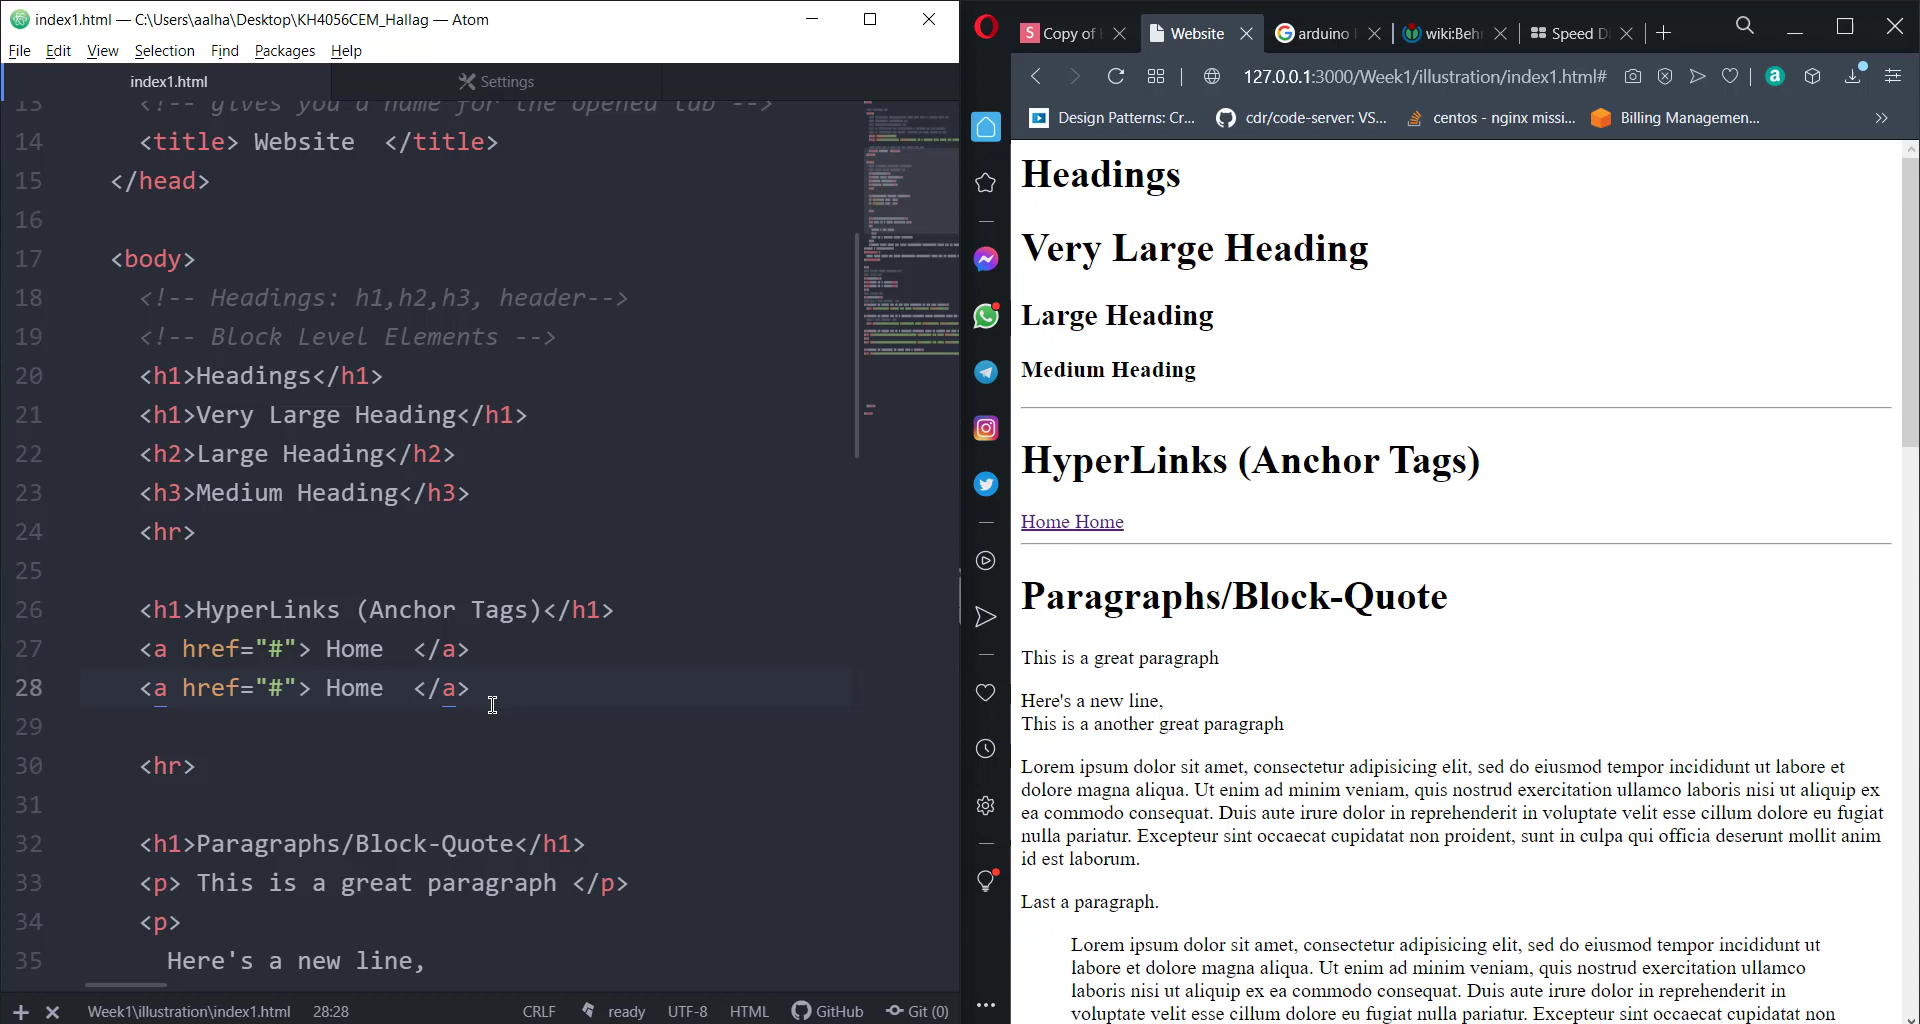 index1.html — C:\Users\aalha\Desktop\KH4056CEM_Hallag — Atom
File Edit View Selection Find Packages Help
index1.html
Settings
13 <!-- gives you a name for the opened tab -->
14 <title> Website  </title>
15 </head>
16
17 <body>
18 <!-- Headings: h1,h2,h3, header-->
19 <!-- Block Level Elements -->
20 <h1>Headings</h1>
21 <h1>Very Large Heading</h1>
22 <h2>Large Heading</h2>
23 <h3>Medium Heading</h3>
24 <hr>
25
26 <h1>HyperLinks (Anchor Tags)</h1>
27 <a href="#"> Home  </a>
28 <a href="#"> Home  </a>
29
30 <hr>
31
32 <h1>Paragraphs/Block-Quote</h1>
33 <p> This is a great paragraph </p>
34 <p>
35 Here's a new line,
Week1\illustration\index1.html 28:28 CRLF ready UTF-8 HTML GitHub Git (0)
S Copy of
Website
arduino
wiki:Beh
Speed D
127.0.0.1:3000/Week1/illustration/index1.html#
a
Design Patterns: Cr...
cdr/code-server: VS...
centos - nginx missi...
Billing Managemen...
Headings
Very Large Heading
Large Heading
Medium Heading
HyperLinks (Anchor Tags)
Home Home
Paragraphs/Block-Quote
This is a great paragraph
Here's a new line,
This is a another great paragraph
Lorem ipsum dolor sit amet, consectetur adipisicing elit, sed do eiusmod tempor incididunt ut labore et
dolore magna aliqua. Ut enim ad minim veniam, quis nostrud exercitation ullamco laboris nisi ut aliquip ex
ea commodo consequat. Duis aute irure dolor in reprehenderit in voluptate velit esse cillum dolore eu fugiat
nulla pariatur. Excepteur sint occaecat cupidatat non proident, sunt in culpa qui officia deserunt mollit anim
id est laborum.
Last a paragraph.
Lorem ipsum dolor sit amet, consectetur adipisicing elit, sed do eiusmod tempor incididunt ut
labore et dolore magna aliqua. Ut enim ad minim veniam, quis nostrud exercitation ullamco
laboris nisi ut aliquip ex ea commodo consequat. Duis aute irure dolor in reprehenderit in
voluptate velit esse cillum dolore eu fugiat nulla pariatur. Excepteur sint occaecat cupidatat non